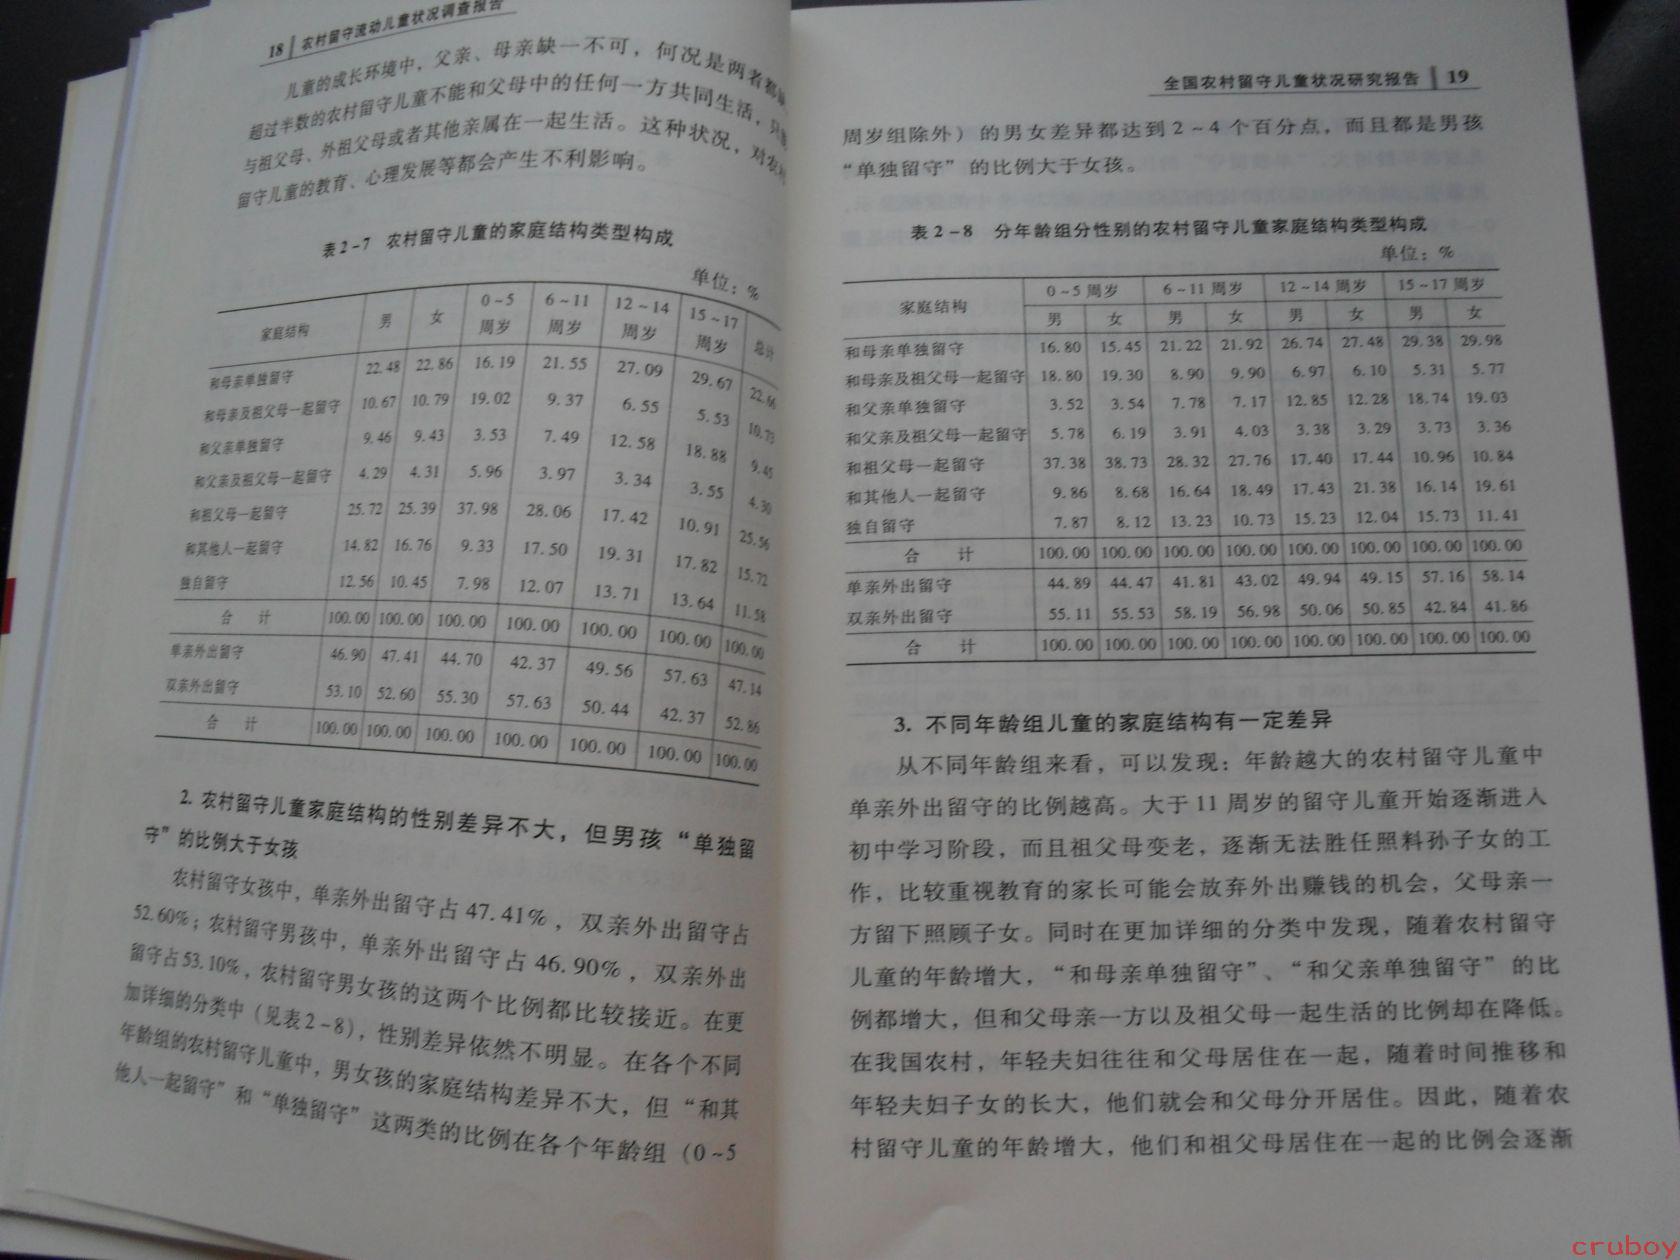 18 农村留守流动儿童状况调查报告
儿童的成长环境中，父亲、母亲缺一不可，何况是两者都
超过半数的农村留守儿童不能和父母中的任何一方共同生活，只
与祖父母、外祖父母或者其他亲属在一起生活。这种状况，对农村
留守儿童的教育、心理发展等都会产生不利影响。
表2-7 农村留守儿童的家庭结构类型构成
单位：%
家庭结构 男 女 0~5周岁 6~11周岁 12~14周岁 15~17周岁 总计
和母亲单独留守 22.48 22.86 16.19 21.55 27.09 29.67 22.66
和母亲及祖父母一起留守 10.67 10.79 19.02 9.37 6.55 5.53 10.73
和父亲单独留守 9.46 9.43 3.53 7.49 12.58 18.88 9.45
和父亲及祖父母一起留守 4.29 4.31 5.96 3.97 3.34 3.55 4.30
和祖父母一起留守 25.72 25.39 37.98 28.06 17.42 10.91 25.56
和其他人一起留守 14.82 16.76 9.33 17.50 19.31 17.82 15.72
独自留守 12.56 10.45 7.98 12.07 13.71 13.64 11.58
合 计 100.00 100.00 100.00 100.00 100.00 100.00 100.00
单亲外出留守 46.90 47.41 44.70 42.37 49.56 57.63 47.14
双亲外出留守 53.10 52.60 55.30 57.63 50.44 42.37 52.86
合 计 100.00 100.00 100.00 100.00 100.00 100.00 100.00
2. 农村留守儿童家庭结构的性别差异不大，但男孩“单独留
守”的比例大于女孩
农村留守女孩中，单亲外出留守占47.41%，双亲外出留守占
52.60%；农村留守男孩中，单亲外出留守占46.90%，双亲外出
留守占53.10%，农村留守男女孩的这两个比例都比较接近。在更
加详细的分类中（见表2-8），性别差异依然不明显。在各个不同
年龄组的农村留守儿童中，男女孩的家庭结构差异不大，但“和其
他人一起留守”和“单独留守”这两类的比例在各个年龄组（0~5
全国农村留守儿童状况研究报告 19
周岁组除外）的男女差异都达到2~4个百分点，而且都是男孩
“单独留守”的比例大于女孩。
表2-8 分年龄组分性别的农村留守儿童家庭结构类型构成
单位：%
家庭结构 0~5周岁 6~11周岁 12~14周岁 15~17周岁
男 女 男 女 男 女 男 女
和母亲单独留守 16.80 15.45 21.22 21.92 26.74 27.48 29.38 29.98
和母亲及祖父母一起留守 18.80 19.30 8.90 9.90 6.97 6.10 5.31 5.77
和父亲单独留守 3.52 3.54 7.78 7.17 12.85 12.28 18.74 19.03
和父亲及祖父母一起留守 5.78 6.19 3.91 4.03 3.38 3.29 3.73 3.36
和祖父母一起留守 37.38 38.73 28.32 27.76 17.40 17.44 10.96 10.84
和其他人一起留守 9.86 8.68 16.64 18.49 17.43 21.38 16.14 19.61
独自留守 7.87 8.12 13.23 10.73 15.23 12.04 15.73 11.41
合 计 100.00 100.00 100.00 100.00 100.00 100.00 100.00 100.00
单亲外出留守 44.89 44.47 41.81 43.02 49.94 49.15 57.16 58.14
双亲外出留守 55.11 55.53 58.19 56.98 50.06 50.85 42.84 41.86
合 计 100.00 100.00 100.00 100.00 100.00 100.00 100.00 100.00
3. 不同年龄组儿童的家庭结构有一定差异
从不同年龄组来看，可以发现：年龄越大的农村留守儿童中
单亲外出留守的比例越高。大于11周岁的留守儿童开始逐渐进入
初中学习阶段，而且祖父母变老，逐渐无法胜任照料孙子女的工
作，比较重视教育的家长可能会放弃外出赚钱的机会，父母亲一
方留下照顾子女。同时在更加详细的分类中发现，随着农村留守
儿童的年龄增大，“和母亲单独留守”、“和父亲单独留守”的比
例都增大，但和父母亲一方以及祖父母一起生活的比例却在降低。
在我国农村，年轻夫妇往往和父母居住在一起，随着时间推移和
年轻夫妇子女的长大，他们就会和父母分开居住。因此，随着农
村留守儿童的年龄增大，他们和祖父母居住在一起的比例会逐渐
cruboy